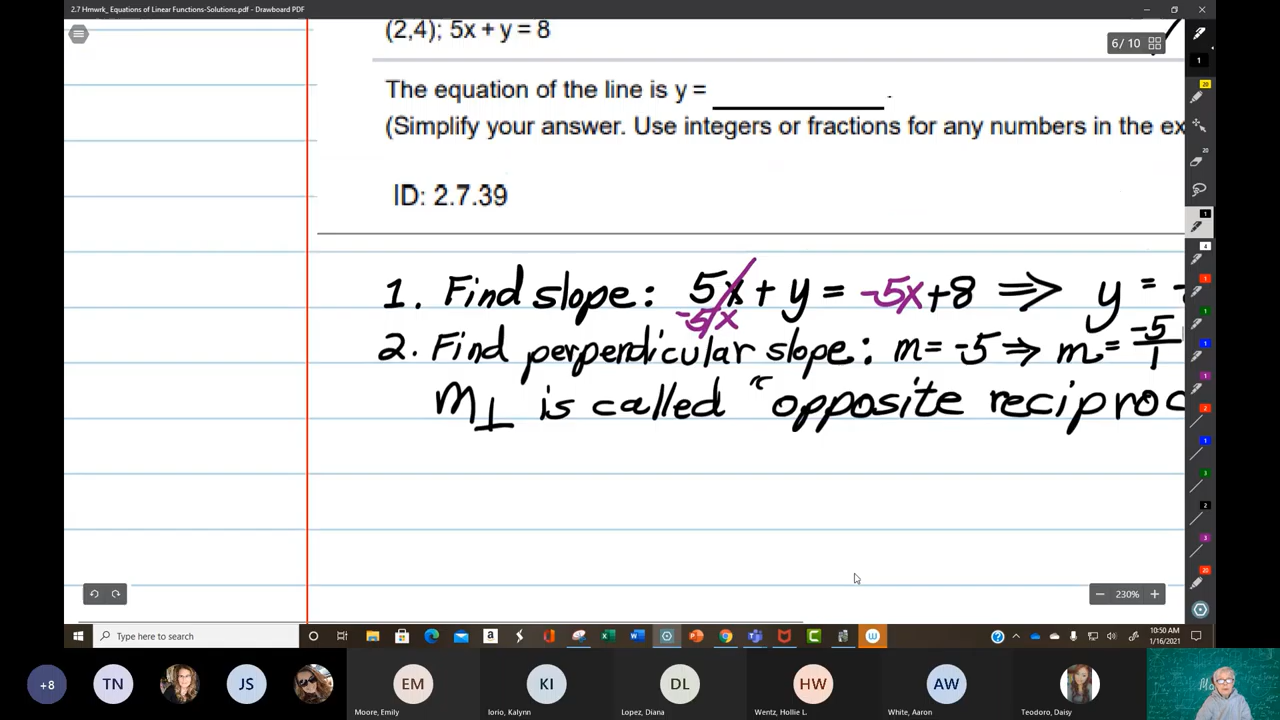 2.7 Hmwrk_ Equations of Linear Functions-Solutions.pdf - Drawboard PDF
(2,4); 5x + y = 8
6/ 10
The equation of the line is y = ________.
(Simplify your answer. Use integers or fractions for any numbers in the ex
ID: 2.7.39
1. Find slope: 5x + y = -5x +8 ⟹ y = -
-5x
2. Find perpendicular slope: m = -5 ⟹ m = -5/1
m⊥ is called "opposite reciproc
230%
Type here to search
10:50 AM
1/16/2021
+8 TN JS EM KI DL HW AW
Moore, Emily Iorio, Kalynn Lopez, Diana Wentz, Hollie L. White, Aaron Teodoro, Daisy